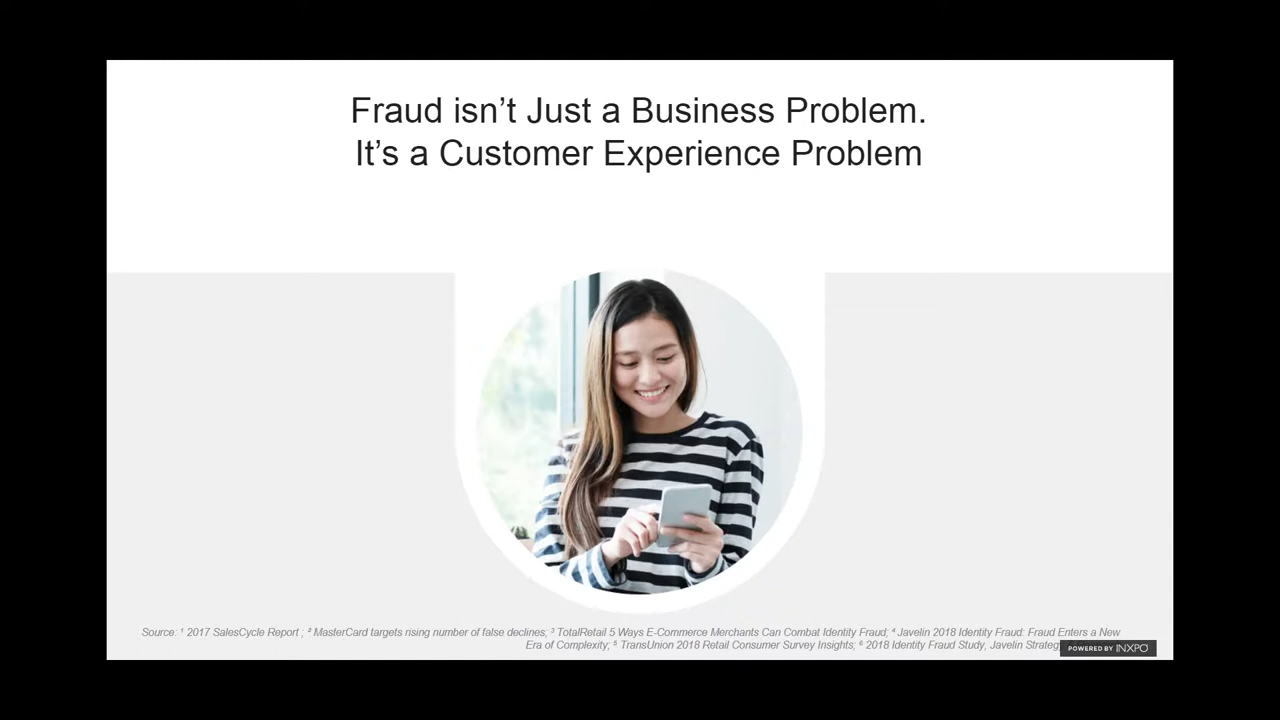 Fraud isn’t Just a Business Problem.
It’s a Customer Experience Problem
Source: ¹ 2017 SalesCycle Report ; ² MasterCard targets rising number of false declines; ³ TotalRetail 5 Ways E-Commerce Merchants Can Combat Identity Fraud; ⁴ Javelin 2018 Identity Fraud: Fraud Enters a New
Era of Complexity; ⁵ TransUnion 2018 Retail Consumer Survey Insights; ⁶ 2018 Identity Fraud Study, Javelin
POWERED BY INXPO